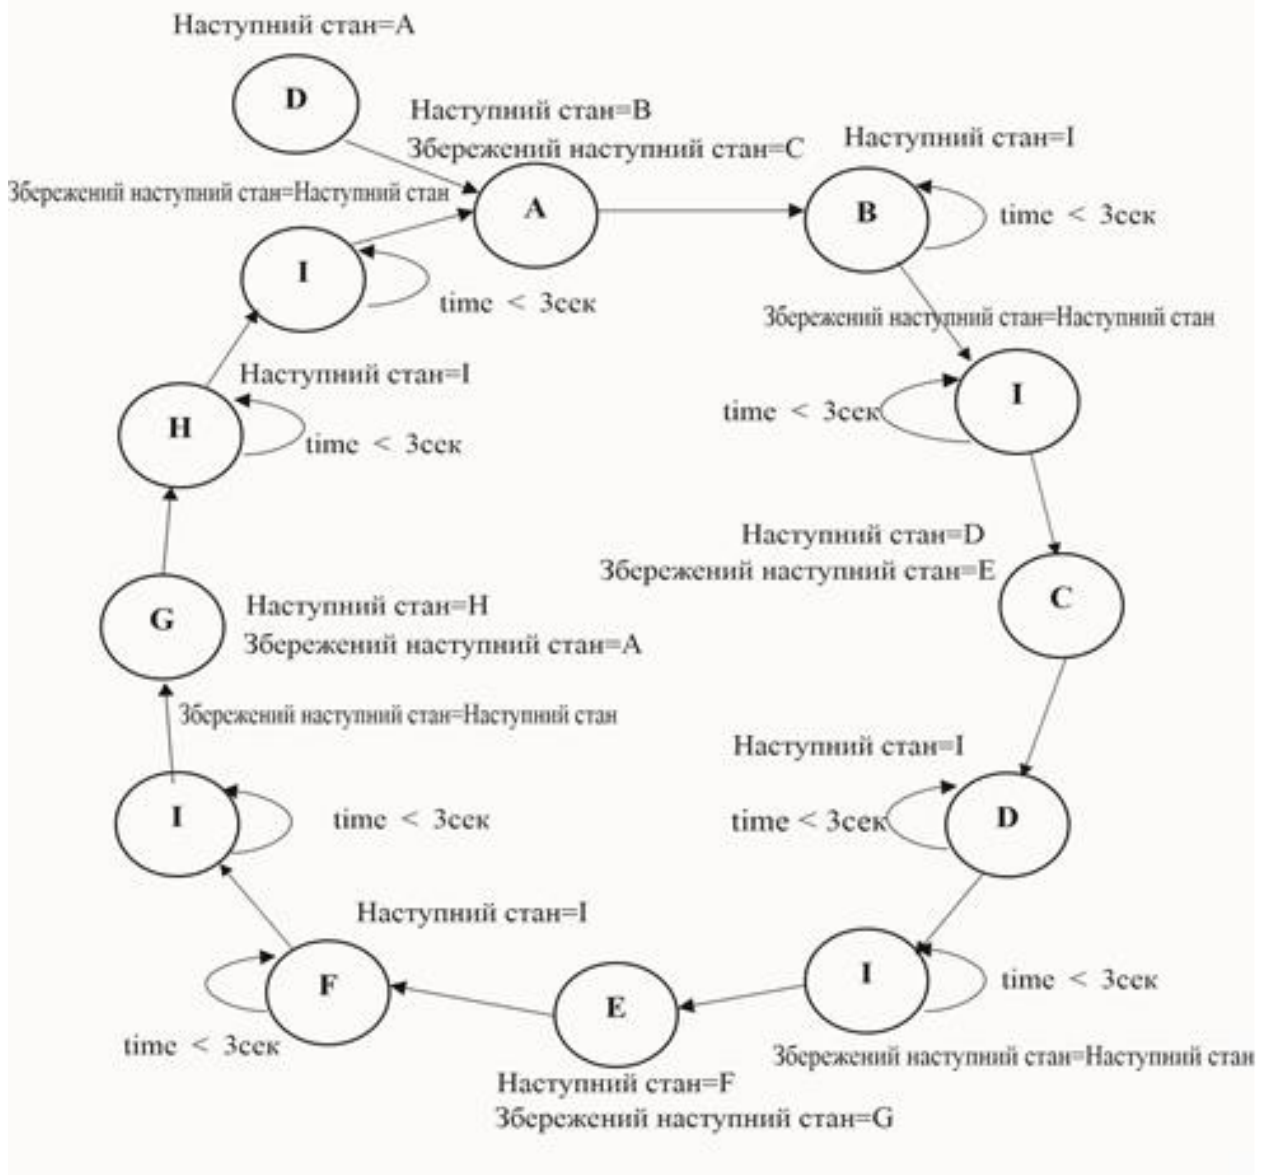 Наступний стан=A
D
Наступний стан=B
Збережений наступний стан=C
Наступний стан=I
Збережений наступний стан=Наступний стан
A
B
time < 3сек
I
time < 3сек
Збережений наступний стан=Наступний стан
Наступний стан=I
I
time < 3сек
H
time < 3сек
Наступний стан=D
Збережений наступний стан=E
C
G
Наступний стан=H
Збережений наступний стан=A
Збережений наступний стан=Наступний стан
Наступний стан=I
I
time < 3сек
time < 3сек
D
Наступний стан=I
F
E
I
time < 3сек
time < 3сек
Збережений наступний стан=Наступний стан
Наступний стан=F
Збережений наступний стан=G